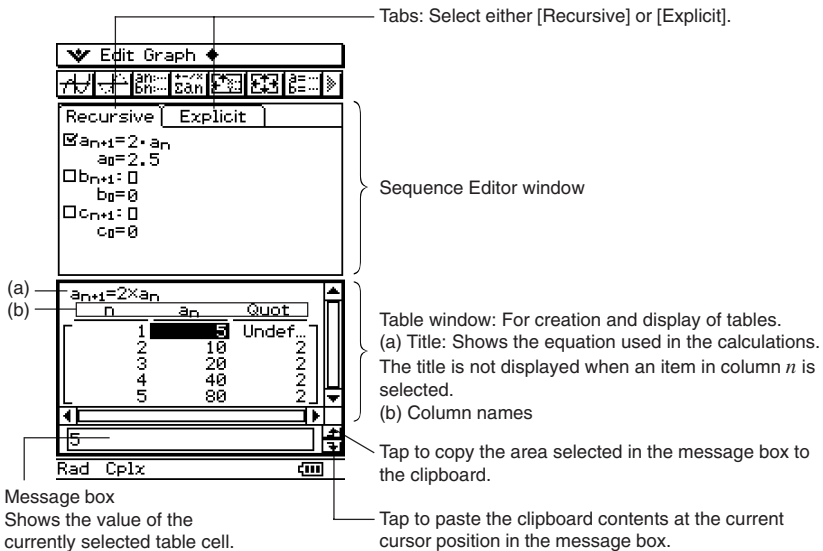 Tabs: Select either [Recursive] or [Explicit].
Edit Graph
Recursive Explicit
an+1=2·an
a0=2.5
bn+1:
b0=0
cn+1:
c0=0
Sequence Editor window
(a)
an+1=2×an
(b)
n an Quot
1 5 Undef...
2 10 2
3 20 2
4 40 2
5 80 2
Table window: For creation and display of tables.
(a) Title: Shows the equation used in the calculations.
The title is not displayed when an item in column n is
selected.
(b) Column names
5
Rad Cplx
Tap to copy the area selected in the message box to
the clipboard.
Message box
Shows the value of the
currently selected table cell.
Tap to paste the clipboard contents at the current
cursor position in the message box.